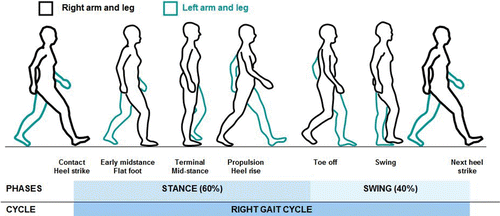 Right arm and leg
Left arm and leg
Contact
Heel strike
Early midstance
Flat foot
Terminal
Mid-stance
Propulsion
Heel rise
Toe off
Swing
Next heel
strike
PHASES
STANCE (60%)
SWING (40%)
CYCLE
RIGHT GAIT CYCLE